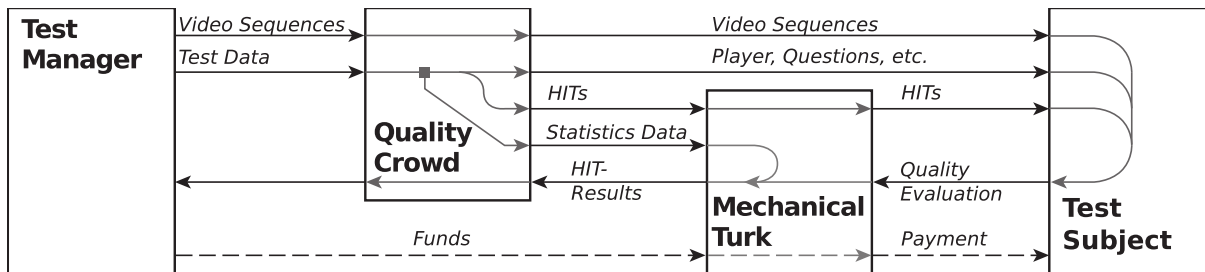 Test
Manager
Video Sequences
Test Data
Video Sequences
Player, Questions, etc.
HITs
HITs
Quality
Crowd
Statistics Data
HIT-
Results
Quality
Evaluation
Mechanical
Turk
Test
Subject
Funds
Payment